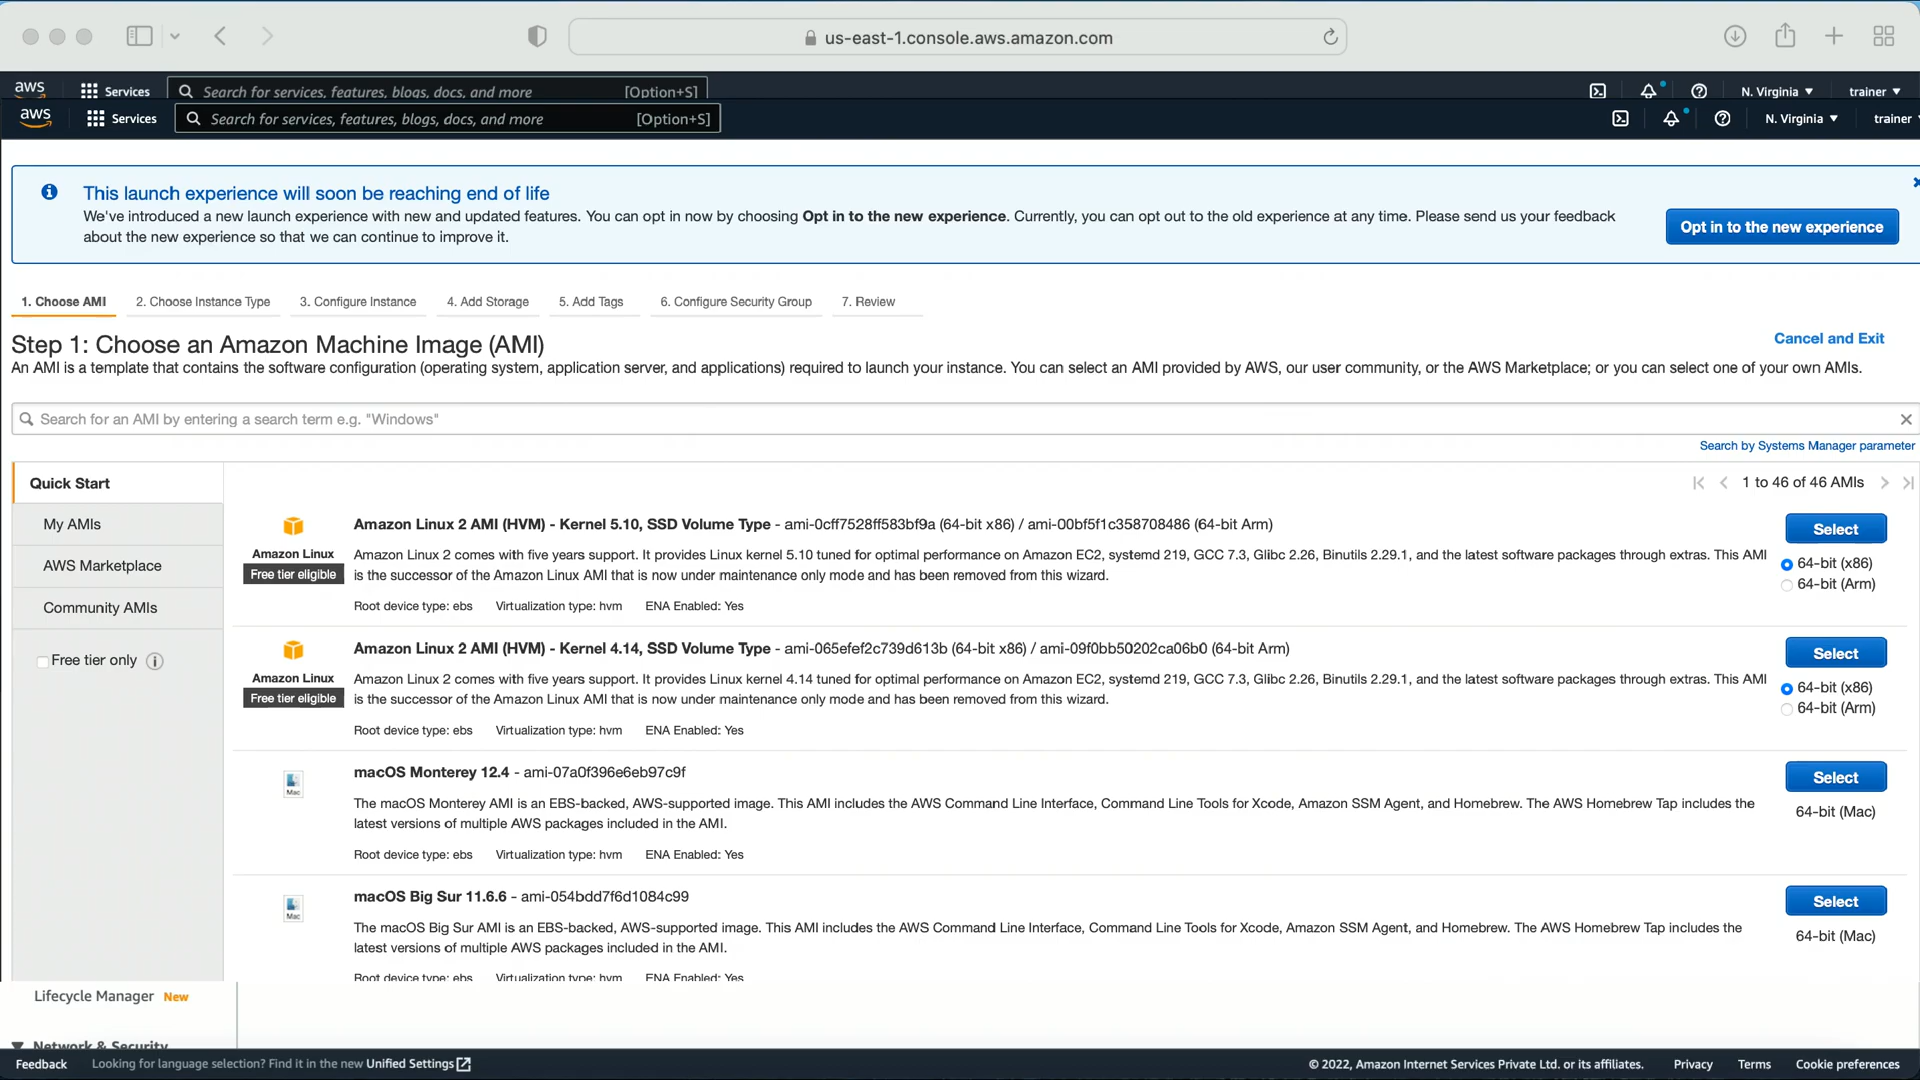 us-east-1.console.aws.amazon.com
aws Services Search for services, features, blogs, docs, and more [Option+S] N. Virginia ▼ trainer ▼
aws Services Search for services, features, blogs, docs, and more [Option+S] N. Virginia ▼ trainer
This launch experience will soon be reaching end of life
We've introduced a new launch experience with new and updated features. You can opt in now by choosing Opt in to the new experience. Currently, you can opt out to the old experience at any time. Please send us your feedback
about the new experience so that we can continue to improve it.
Opt in to the new experience
1. Choose AMI 2. Choose Instance Type 3. Configure Instance 4. Add Storage 5. Add Tags 6. Configure Security Group 7. Review
Step 1: Choose an Amazon Machine Image (AMI)
Cancel and Exit
An AMI is a template that contains the software configuration (operating system, application server, and applications) required to launch your instance. You can select an AMI provided by AWS, our user community, or the AWS Marketplace; or you can select one of your own AMIs.
Search for an AMI by entering a search term e.g. "Windows"
Search by Systems Manager parameter
Quick Start
My AMIs
AWS Marketplace
Community AMIs
Free tier only
1 to 46 of 46 AMIs
Amazon Linux
Free tier eligible
Amazon Linux 2 AMI (HVM) - Kernel 5.10, SSD Volume Type - ami-0cff7528ff583bf9a (64-bit x86) / ami-00bf5f1c358708486 (64-bit Arm)
Amazon Linux 2 comes with five years support. It provides Linux kernel 5.10 tuned for optimal performance on Amazon EC2, systemd 219, GCC 7.3, Glibc 2.26, Binutils 2.29.1, and the latest software packages through extras. This AMI
is the successor of the Amazon Linux AMI that is now under maintenance only mode and has been removed from this wizard.
Root device type: ebs Virtualization type: hvm ENA Enabled: Yes
Select
64-bit (x86)
64-bit (Arm)
Amazon Linux
Free tier eligible
Amazon Linux 2 AMI (HVM) - Kernel 4.14, SSD Volume Type - ami-065efef2c739d613b (64-bit x86) / ami-09f0bb50202ca06b0 (64-bit Arm)
Amazon Linux 2 comes with five years support. It provides Linux kernel 4.14 tuned for optimal performance on Amazon EC2, systemd 219, GCC 7.3, Glibc 2.26, Binutils 2.29.1, and the latest software packages through extras. This AMI
is the successor of the Amazon Linux AMI that is now under maintenance only mode and has been removed from this wizard.
Root device type: ebs Virtualization type: hvm ENA Enabled: Yes
Select
64-bit (x86)
64-bit (Arm)
Mac
macOS Monterey 12.4 - ami-07a0f396e6eb97c9f
The macOS Monterey AMI is an EBS-backed, AWS-supported image. This AMI includes the AWS Command Line Interface, Command Line Tools for Xcode, Amazon SSM Agent, and Homebrew. The AWS Homebrew Tap includes the
latest versions of multiple AWS packages included in the AMI.
Root device type: ebs Virtualization type: hvm ENA Enabled: Yes
Select
64-bit (Mac)
Mac
macOS Big Sur 11.6.6 - ami-054bdd7f6d1084c99
The macOS Big Sur AMI is an EBS-backed, AWS-supported image. This AMI includes the AWS Command Line Interface, Command Line Tools for Xcode, Amazon SSM Agent, and Homebrew. The AWS Homebrew Tap includes the
latest versions of multiple AWS packages included in the AMI.
Root device type: ebs Virtualization type: hvm ENA Enabled: Yes
Select
64-bit (Mac)
Lifecycle Manager New
Network & Security
Feedback Looking for language selection? Find it in the new Unified Settings © 2022, Amazon Internet Services Private Ltd. or its affiliates. Privacy Terms Cookie preferences